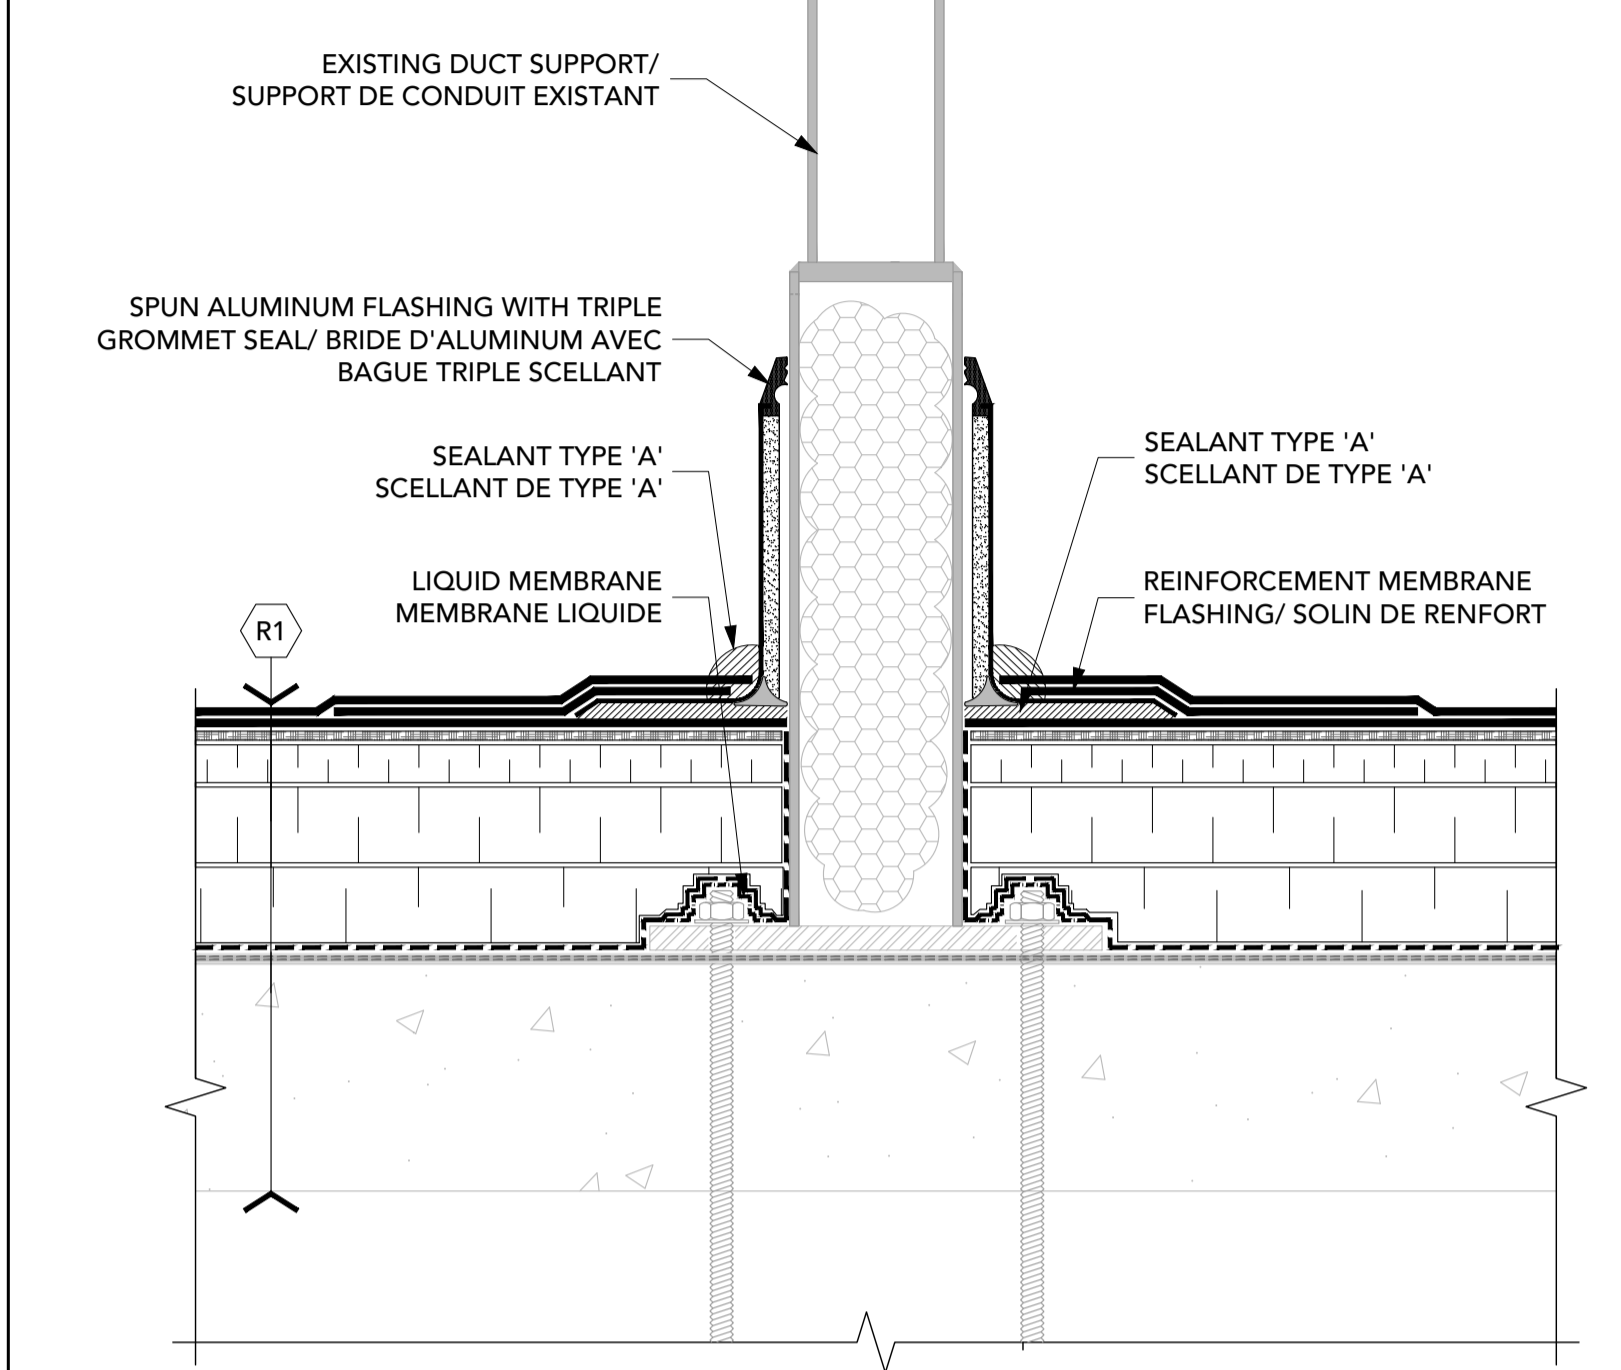 EXISTING DUCT SUPPORT/
SUPPORT DE CONDUIT EXISTANT
SPUN ALUMINUM FLASHING WITH TRIPLE
GROMMET SEAL/ BRIDE D'ALUMINUM AVEC
BAGUE TRIPLE SCELLANT
SEALANT TYPE 'A'
SCELLANT DE TYPE 'A'
LIQUID MEMBRANE
MEMBRANE LIQUIDE
R1
SEALANT TYPE 'A'
SCELLANT DE TYPE 'A'
REINFORCEMENT MEMBRANE
FLASHING/ SOLIN DE RENFORT